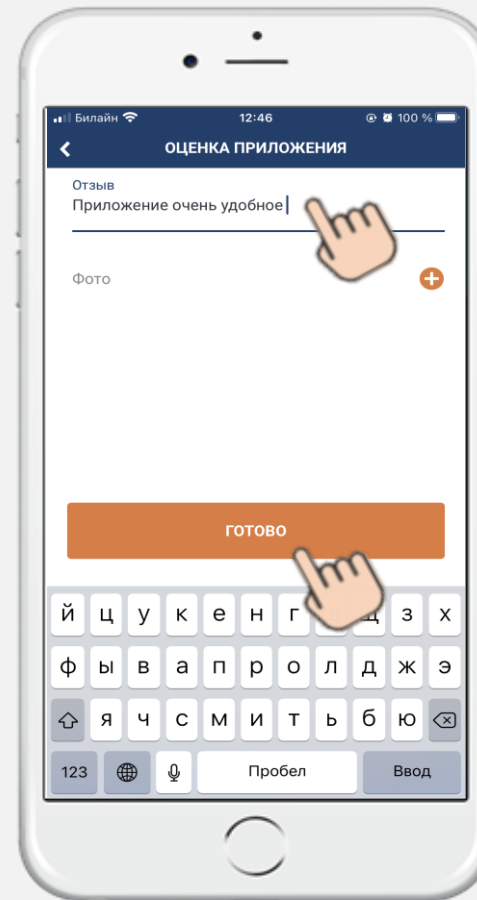 Билайн 12:46 100 %
ОЦЕНКА ПРИЛОЖЕНИЯ
Отзыв
Приложение очень удобное
Фото
ГОТОВО
й ц у к е н г щ з х
ф ы в а п р о л д ж э
я ч с м и т ь б ю
123 Пробел Ввод